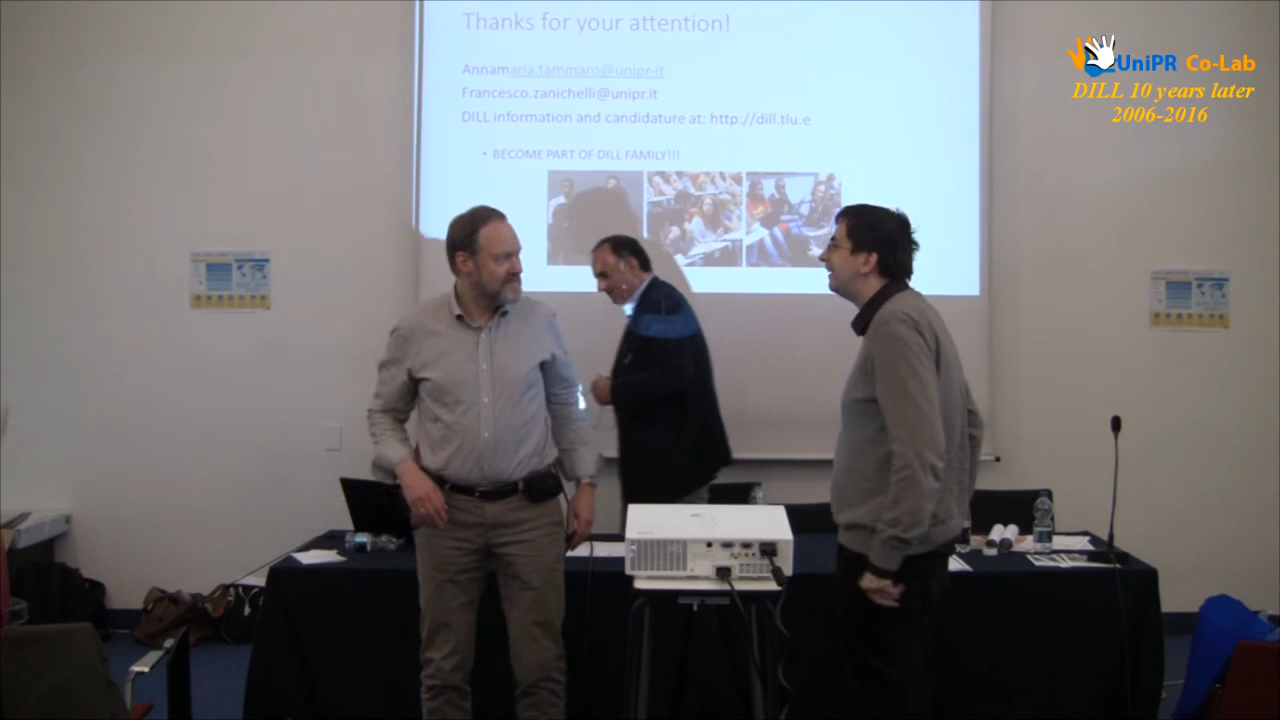 Thanks for your attention!
Annamaria.tammaro@unipr-it
Francesco.zanichelli@unipr.it
DILL information and candidature at: http://dill.tlu.e
• BECOME PART OF DILL FAMILY!!!
UniPR Co-Lab
DILL 10 years later
2006-2016